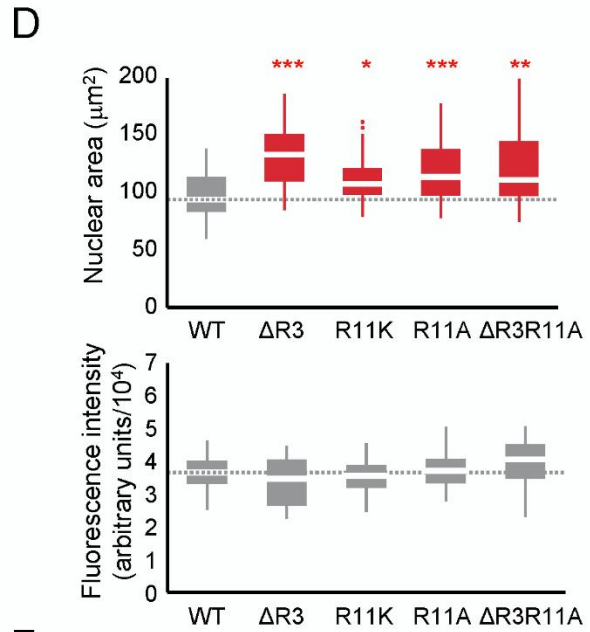 D
Nuclear area (μm²)
200
150
100
50
0
*** * *** **
WT ΔR3 R11K R11A ΔR3R11A
Fluorescence intensity
(arbitrary units/10⁴)
7
6
5
4
3
2
1
0
WT ΔR3 R11K R11A ΔR3R11A